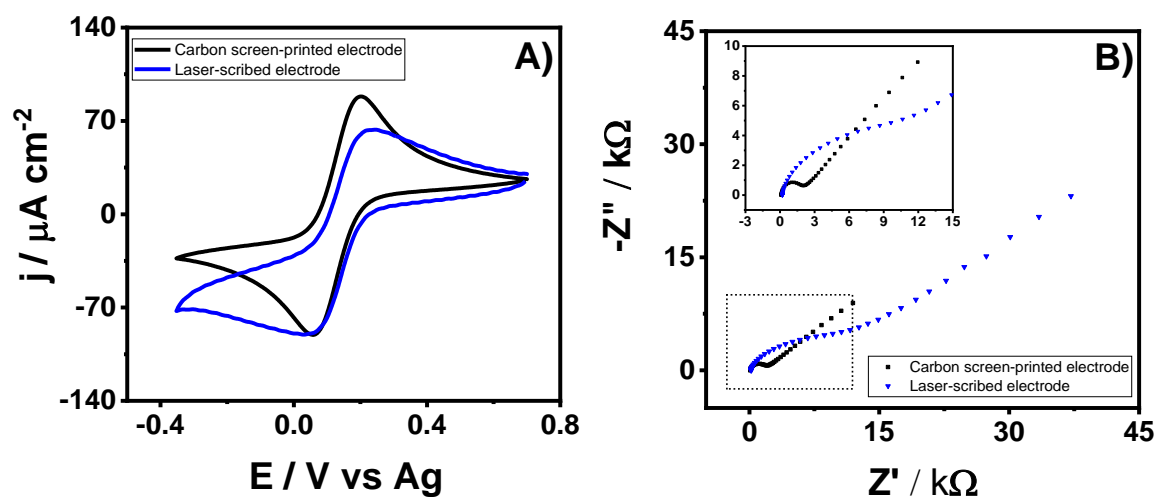 A)
Carbon screen-printed electrode
Laser-scribed electrode
140
70
0
-70
-140
j / μA cm⁻²
-0.4 0.0 0.4 0.8
E / V vs Ag
B)
45
30
15
0
-Z'' / kΩ
10
8
6
4
2
0
-3 0 3 6 9 12 15
Carbon screen-printed electrode
Laser-scribed electrode
0 15 30 45
Z' / kΩ